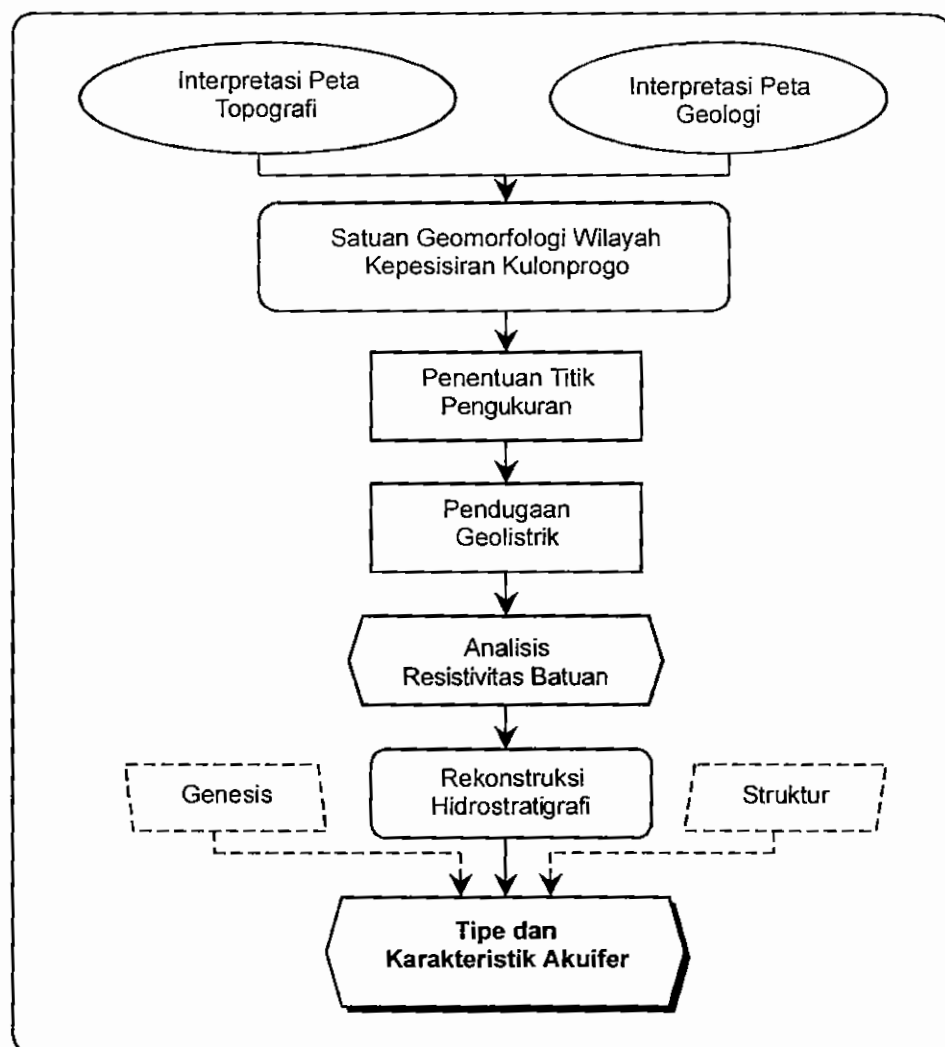 Interpretasi Peta
Topografi
Interpretasi Peta
Geologi
Satuan Geomorfologi Wilayah
Kepesisiran Kulonprogo
Penentuan Titik
Pengukuran
Pendugaan
Geolistrik
Analisis
Resistivitas Batuan
Genesis
Rekonstruksi
Hidrostratigrafi
Struktur
Tipe dan
Karakteristik Akuifer